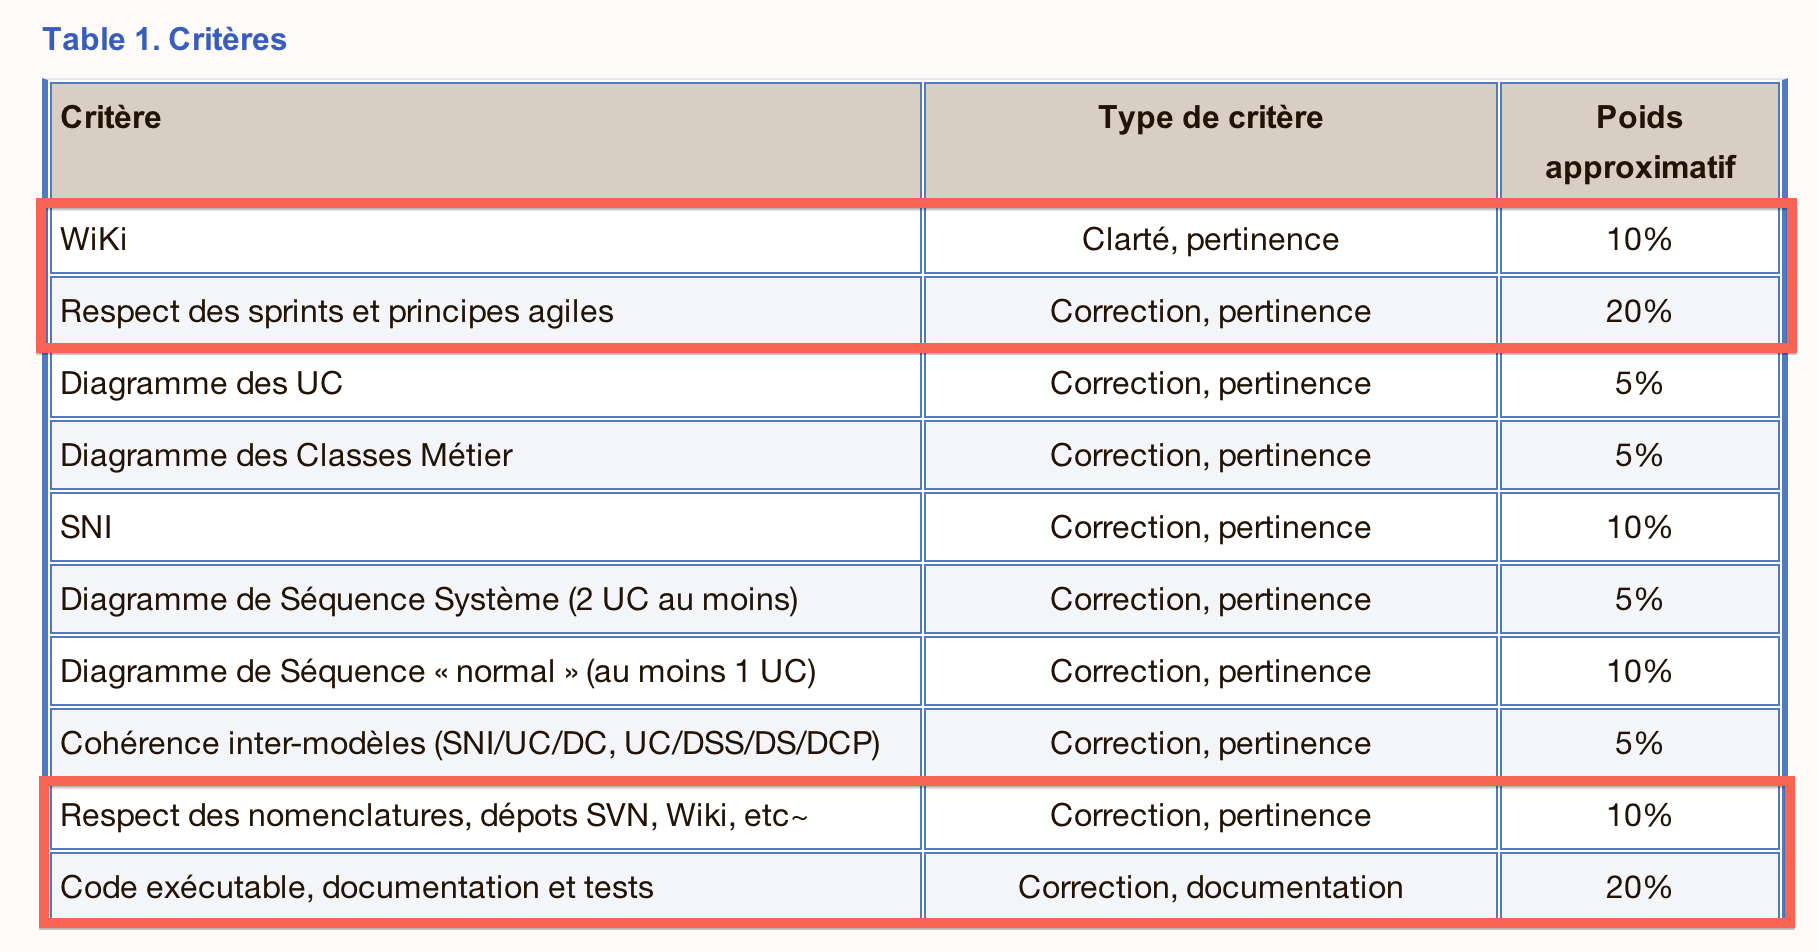 Table 1. Critères
Critère Type de critère Poids approximatif
WiKi Clarté, pertinence 10%
Respect des sprints et principes agiles Correction, pertinence 20%
Diagramme des UC Correction, pertinence 5%
Diagramme des Classes Métier Correction, pertinence 5%
SNI Correction, pertinence 10%
Diagramme de Séquence Système (2 UC au moins) Correction, pertinence 5%
Diagramme de Séquence « normal » (au moins 1 UC) Correction, pertinence 10%
Cohérence inter-modèles (SNI/UC/DC, UC/DSS/DS/DCP) Correction, pertinence 5%
Respect des nomenclatures, dépots SVN, Wiki, etc~ Correction, pertinence 10%
Code exécutable, documentation et tests Correction, documentation 20%